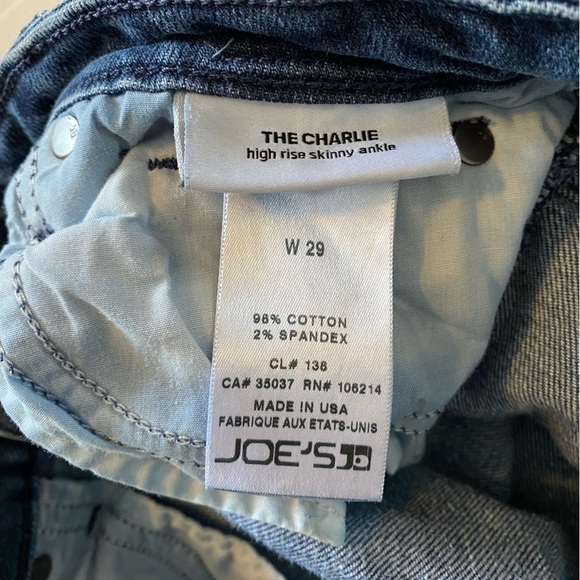 THE CHARLIE
high rise skinny ankle
W 29
98% COTTON
2% SPANDEX
CL# 138
CA# 35037 RN# 106214
MADE IN USA
FABRIQUE AUX ETATS-UNIS
JOE'S